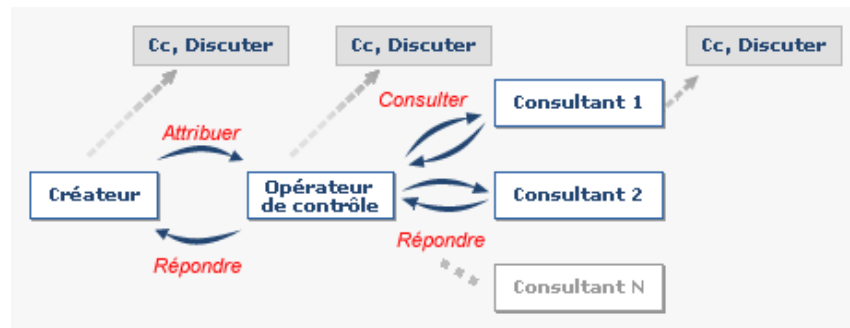 Cc, Discuter
Cc, Discuter
Cc, Discuter
Consulter
Consultant 1
Attribuer
Créateur
Opérateur
de contrôle
Consultant 2
Répondre
Répondre
Consultant N